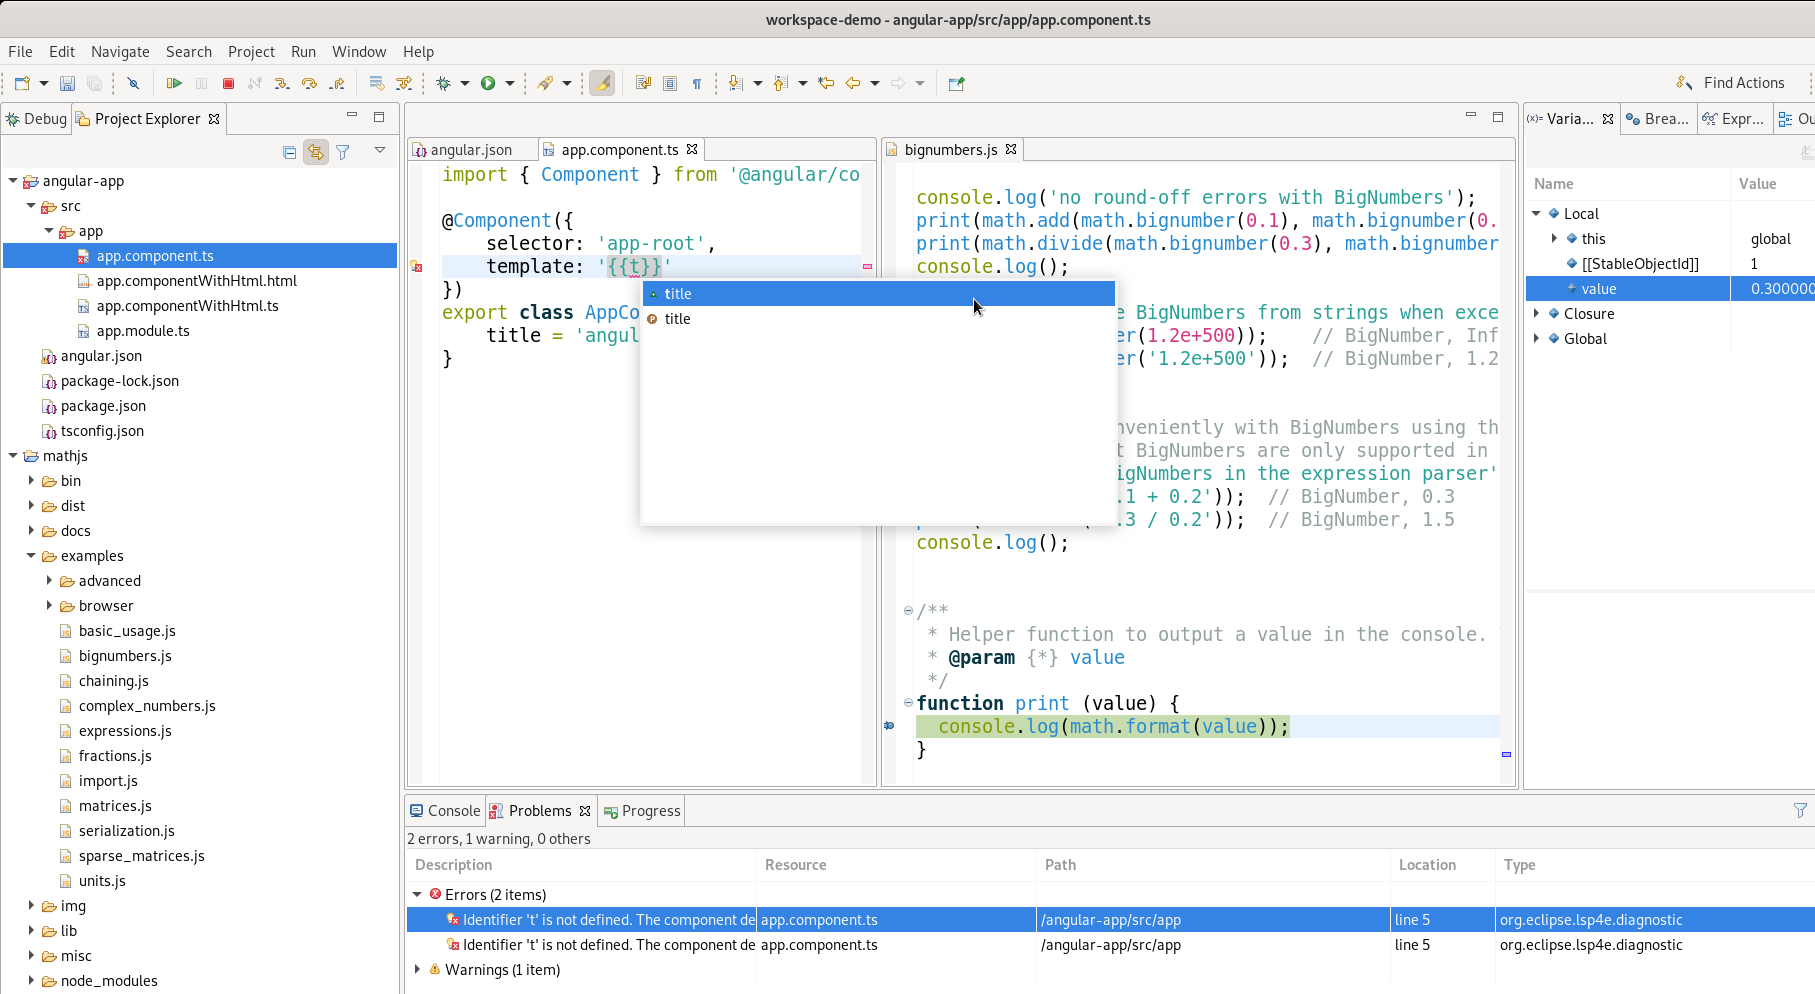 workspace-demo - angular-app/src/app/app.component.ts
File Edit Navigate Search Project Run Window Help
Find Actions
Debug Project Explorer
angular-app
src
app
app.component.ts
app.componentWithHtml.html
app.componentWithHtml.ts
app.module.ts
angular.json
package-lock.json
package.json
tsconfig.json
mathjs
bin
dist
docs
examples
advanced
browser
basic_usage.js
bignumbers.js
chaining.js
complex_numbers.js
expressions.js
fractions.js
import.js
matrices.js
serialization.js
sparse_matrices.js
units.js
img
lib
misc
node_modules
angular.json app.component.ts
import { Component } from '@angular/co
@Component({
selector: 'app-root',
template: '{{t}}'
})
export class AppCo
title = 'angul
}
title
title
bignumbers.js
console.log('no round-off errors with BigNumbers');
print(math.add(math.bignumber(0.1), math.bignumber(0.
print(math.divide(math.bignumber(0.3), math.bignumber
console.log();
e BigNumbers from strings when exce
er(1.2e+500)); // BigNumber, Inf
er('1.2e+500')); // BigNumber, 1.2
nveniently with BigNumbers using th
t BigNumbers are only supported in
igNumbers in the expression parser'
.1 + 0.2')); // BigNumber, 0.3
.3 / 0.2')); // BigNumber, 1.5
console.log();
/**
* Helper function to output a value in the console.
* @param {*} value
*/
function print (value) {
console.log(math.format(value));
}
Varia... Brea... Expr... Ou
Name Value
Local
this global
[[StableObjectId]] 1
value 0.300000
Closure
Global
Console Problems Progress
2 errors, 1 warning, 0 others
Description Resource Path Location Type
Errors (2 items)
Identifier 't' is not defined. The component de app.component.ts /angular-app/src/app line 5 org.eclipse.lsp4e.diagnostic
Identifier 't' is not defined. The component de app.component.ts /angular-app/src/app line 5 org.eclipse.lsp4e.diagnostic
Warnings (1 item)